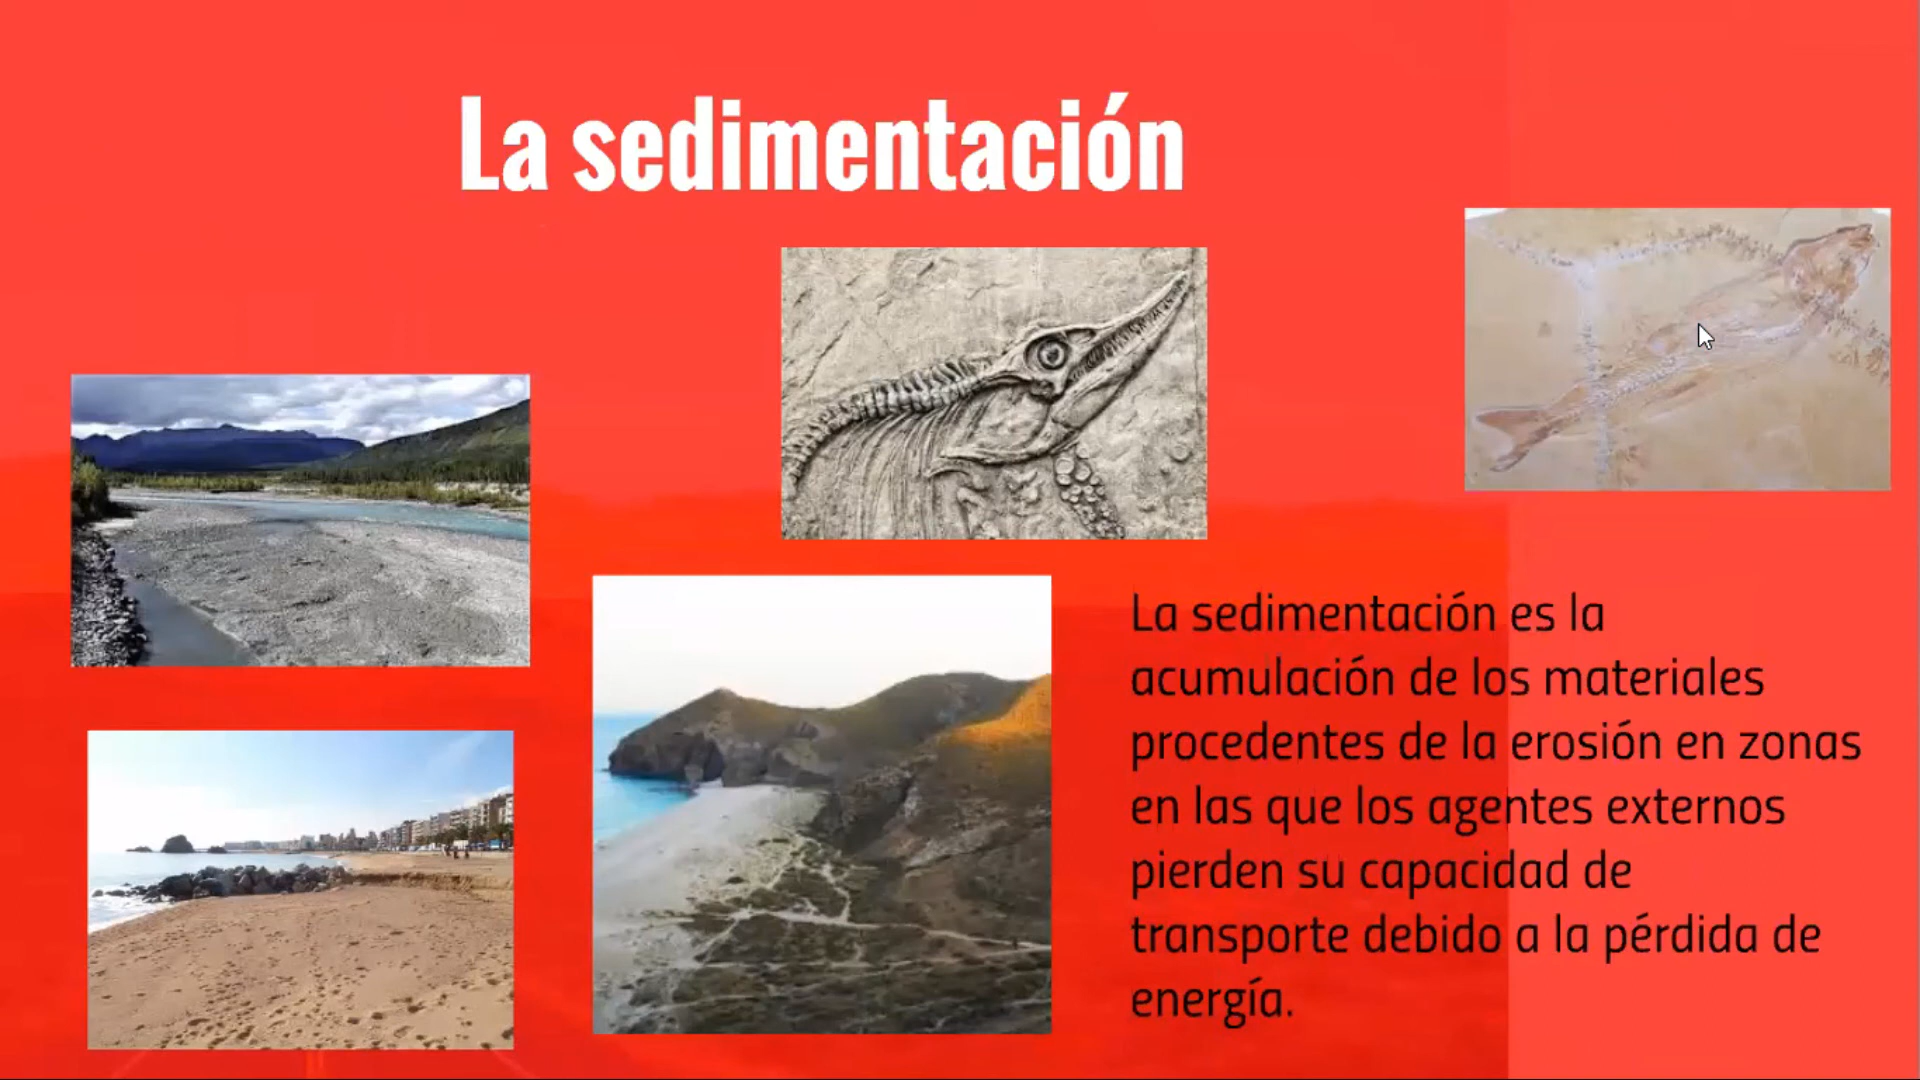 La sedimentación
La sedimentación es la
acumulación de los materiales
procedentes de la erosión en zonas
en las que los agentes externos
pierden su capacidad de
transporte debido a la pérdida de
energía.